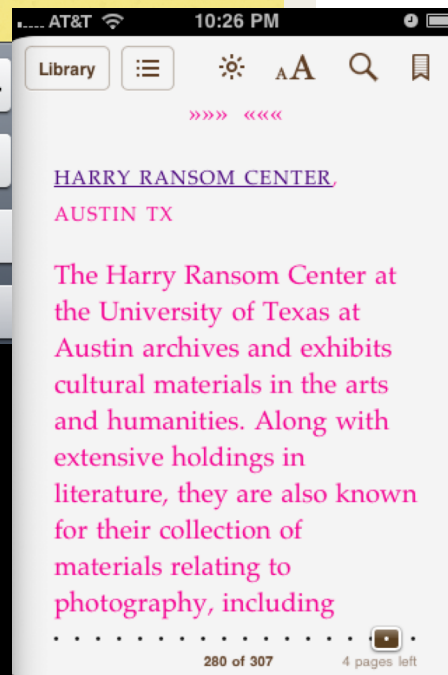 AT&T 10:26 PM
Library AA
»»» «««
HARRY RANSOM CENTER,
AUSTIN TX
The Harry Ransom Center at
the University of Texas at
Austin archives and exhibits
cultural materials in the arts
and humanities. Along with
extensive holdings in
literature, they are also known
for their collection of
materials relating to
photography, including
280 of 307 4 pages left